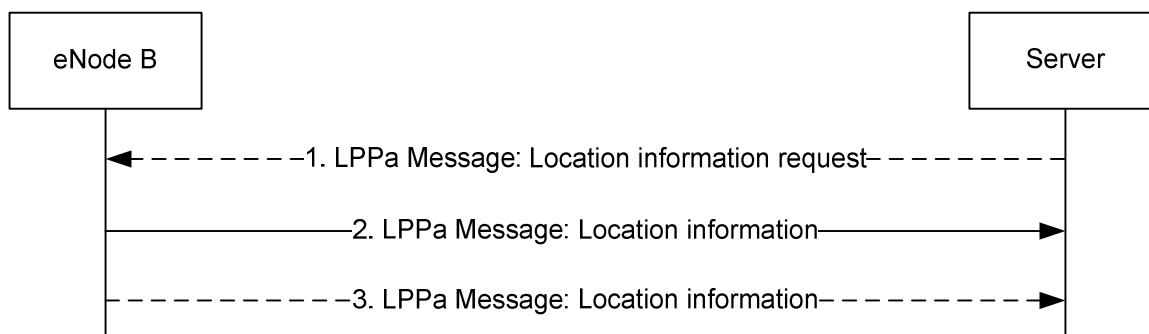 eNode B
Server
1. LPPa Message: Location information request
2. LPPa Message: Location information
3. LPPa Message: Location information